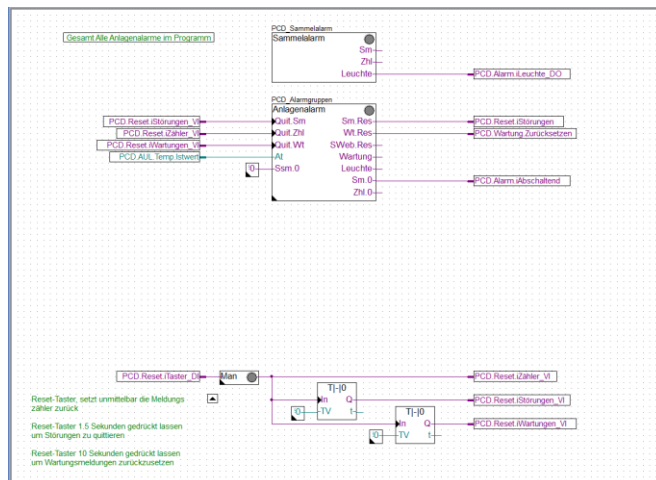 PCD_Sammelalarm
Gesamt Alle Anlagenalarme im Programm
Sammelalarm
Sm
Zhl
Leuchte
PCD.Alarm.iLeuchte_DO
PCD_Alarmgruppen
Anlagenalarm
PCD.Reset.iStörungen_VI
Quit.Sm
Sm.Res
PCD.Reset.iStörungen
PCD.Reset.iZähler_VI
Quit.Zhl
Wt.Res
PCD.Wartung.Zurücksetzen
PCD.Reset.iWartungen_VI
Quit.Wt
SWeb.Res
PCD.AUL.Temp.Istwert
At
Wartung
!0
Ssm.0
Leuchte
Sm.0
PCD.Alarm.iAbschaltend
Zhl.0
PCD.Reset.iTaster_DI
Man
PCD.Reset.iZähler_VI
T|-|0
Reset-Taster, setzt unmittelbar die Meldungs
zähler zurück
In
Q
PCD.Reset.iStörungen_VI
!0
TV
t
T|-|0
Reset-Taster 1.5 Sekunden gedrückt lassen
um Störungen zu quittieren
In
Q
PCD.Reset.iWartungen_VI
!0
TV
t
Reset-Taster 10 Sekunden gedrückt lassen
um Wartungsmeldungen zurückzusetzen